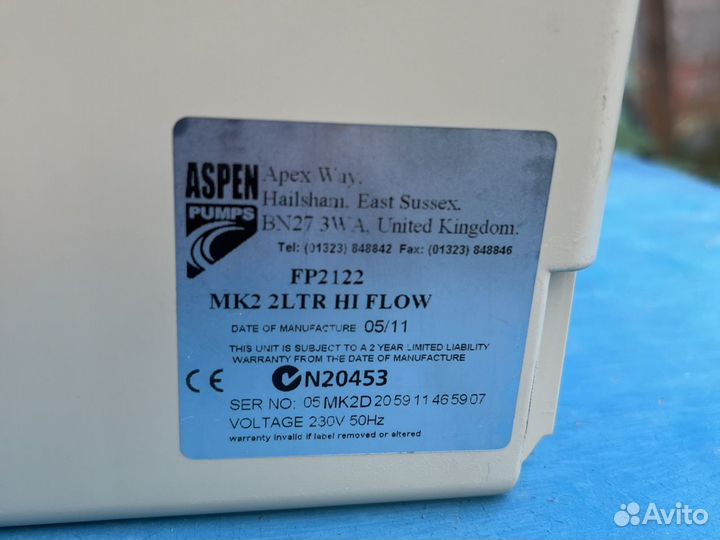 ASPEN
PUMPS
Apex Way,
Hailsham, East Sussex.
BN27 3WA, United Kingdom.
Tel: (01323) 848842 Fax: (01323) 848846
FP2122
MK2 2LTR HI FLOW
DATE OF MANUFACTURE 05/11
THIS UNIT IS SUBJECT TO A 2 YEAR LIMITED LIABILITY
WARRANTY FROM THE DATE OF MANUFACTURE
CE N20453
SER NO: 05 MK2D 20 59 11 46 59 07
VOLTAGE 230V 50Hz
warranty invalid if label removed or altered
Avito